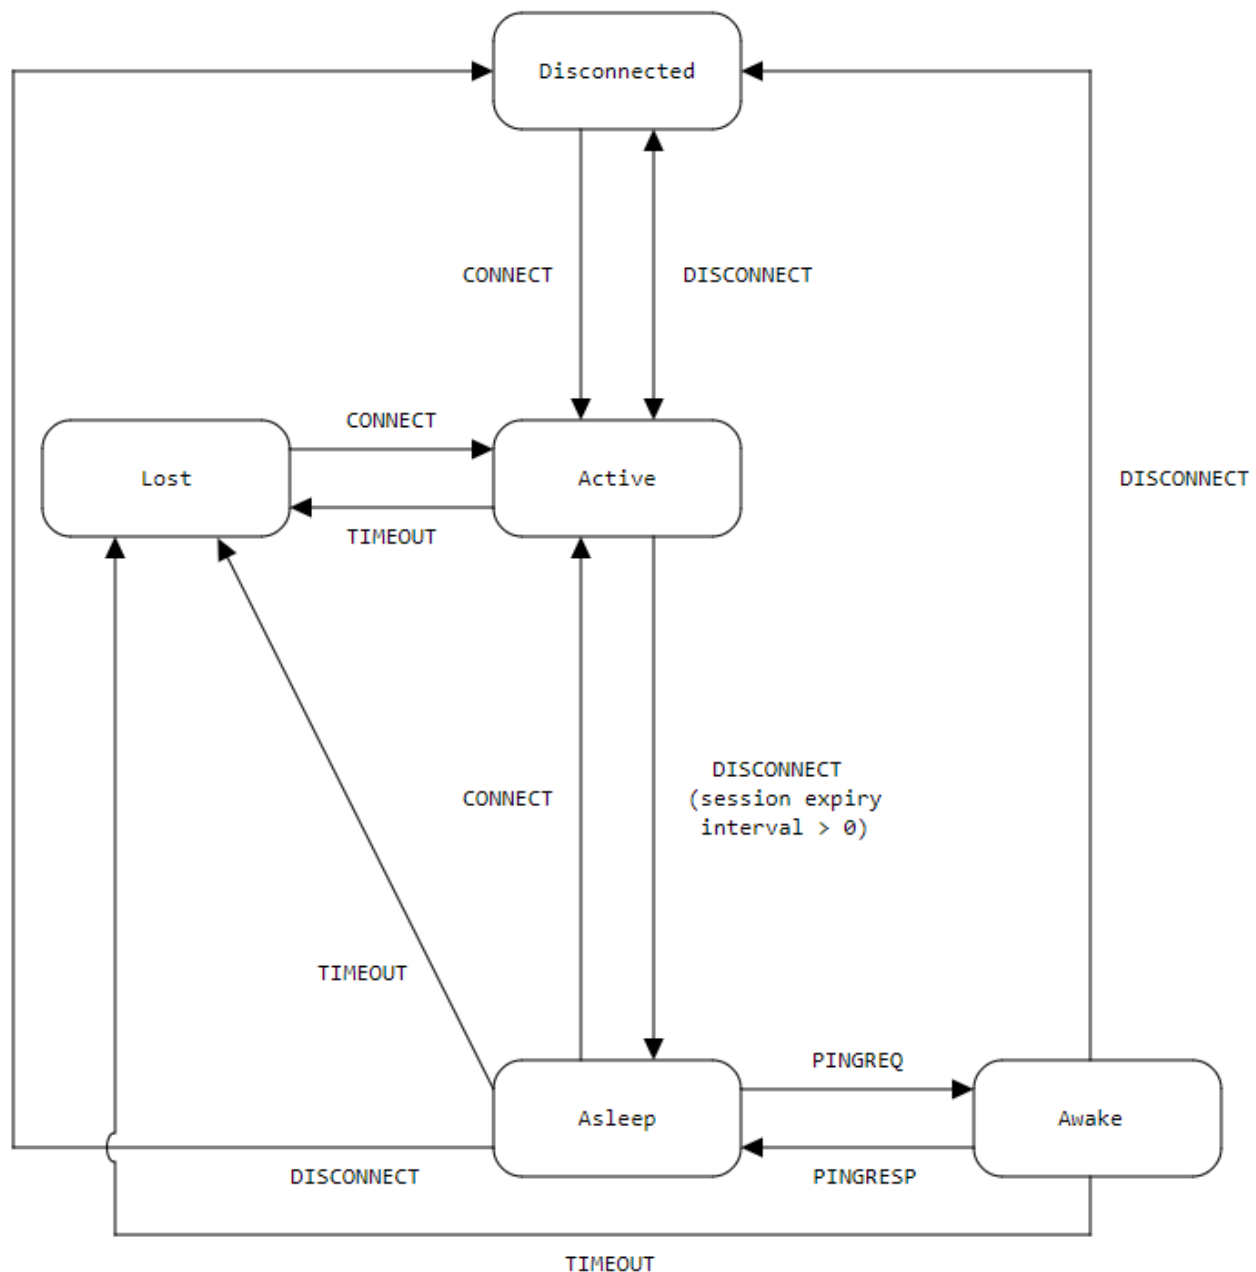 Disconnected
CONNECT
DISCONNECT
CONNECT
Lost
Active
DISCONNECT
TIMEOUT
DISCONNECT
(session expiry
interval > 0)
CONNECT
TIMEOUT
PINGREQ
Asleep
Awake
DISCONNECT
PINGRESP
TIMEOUT